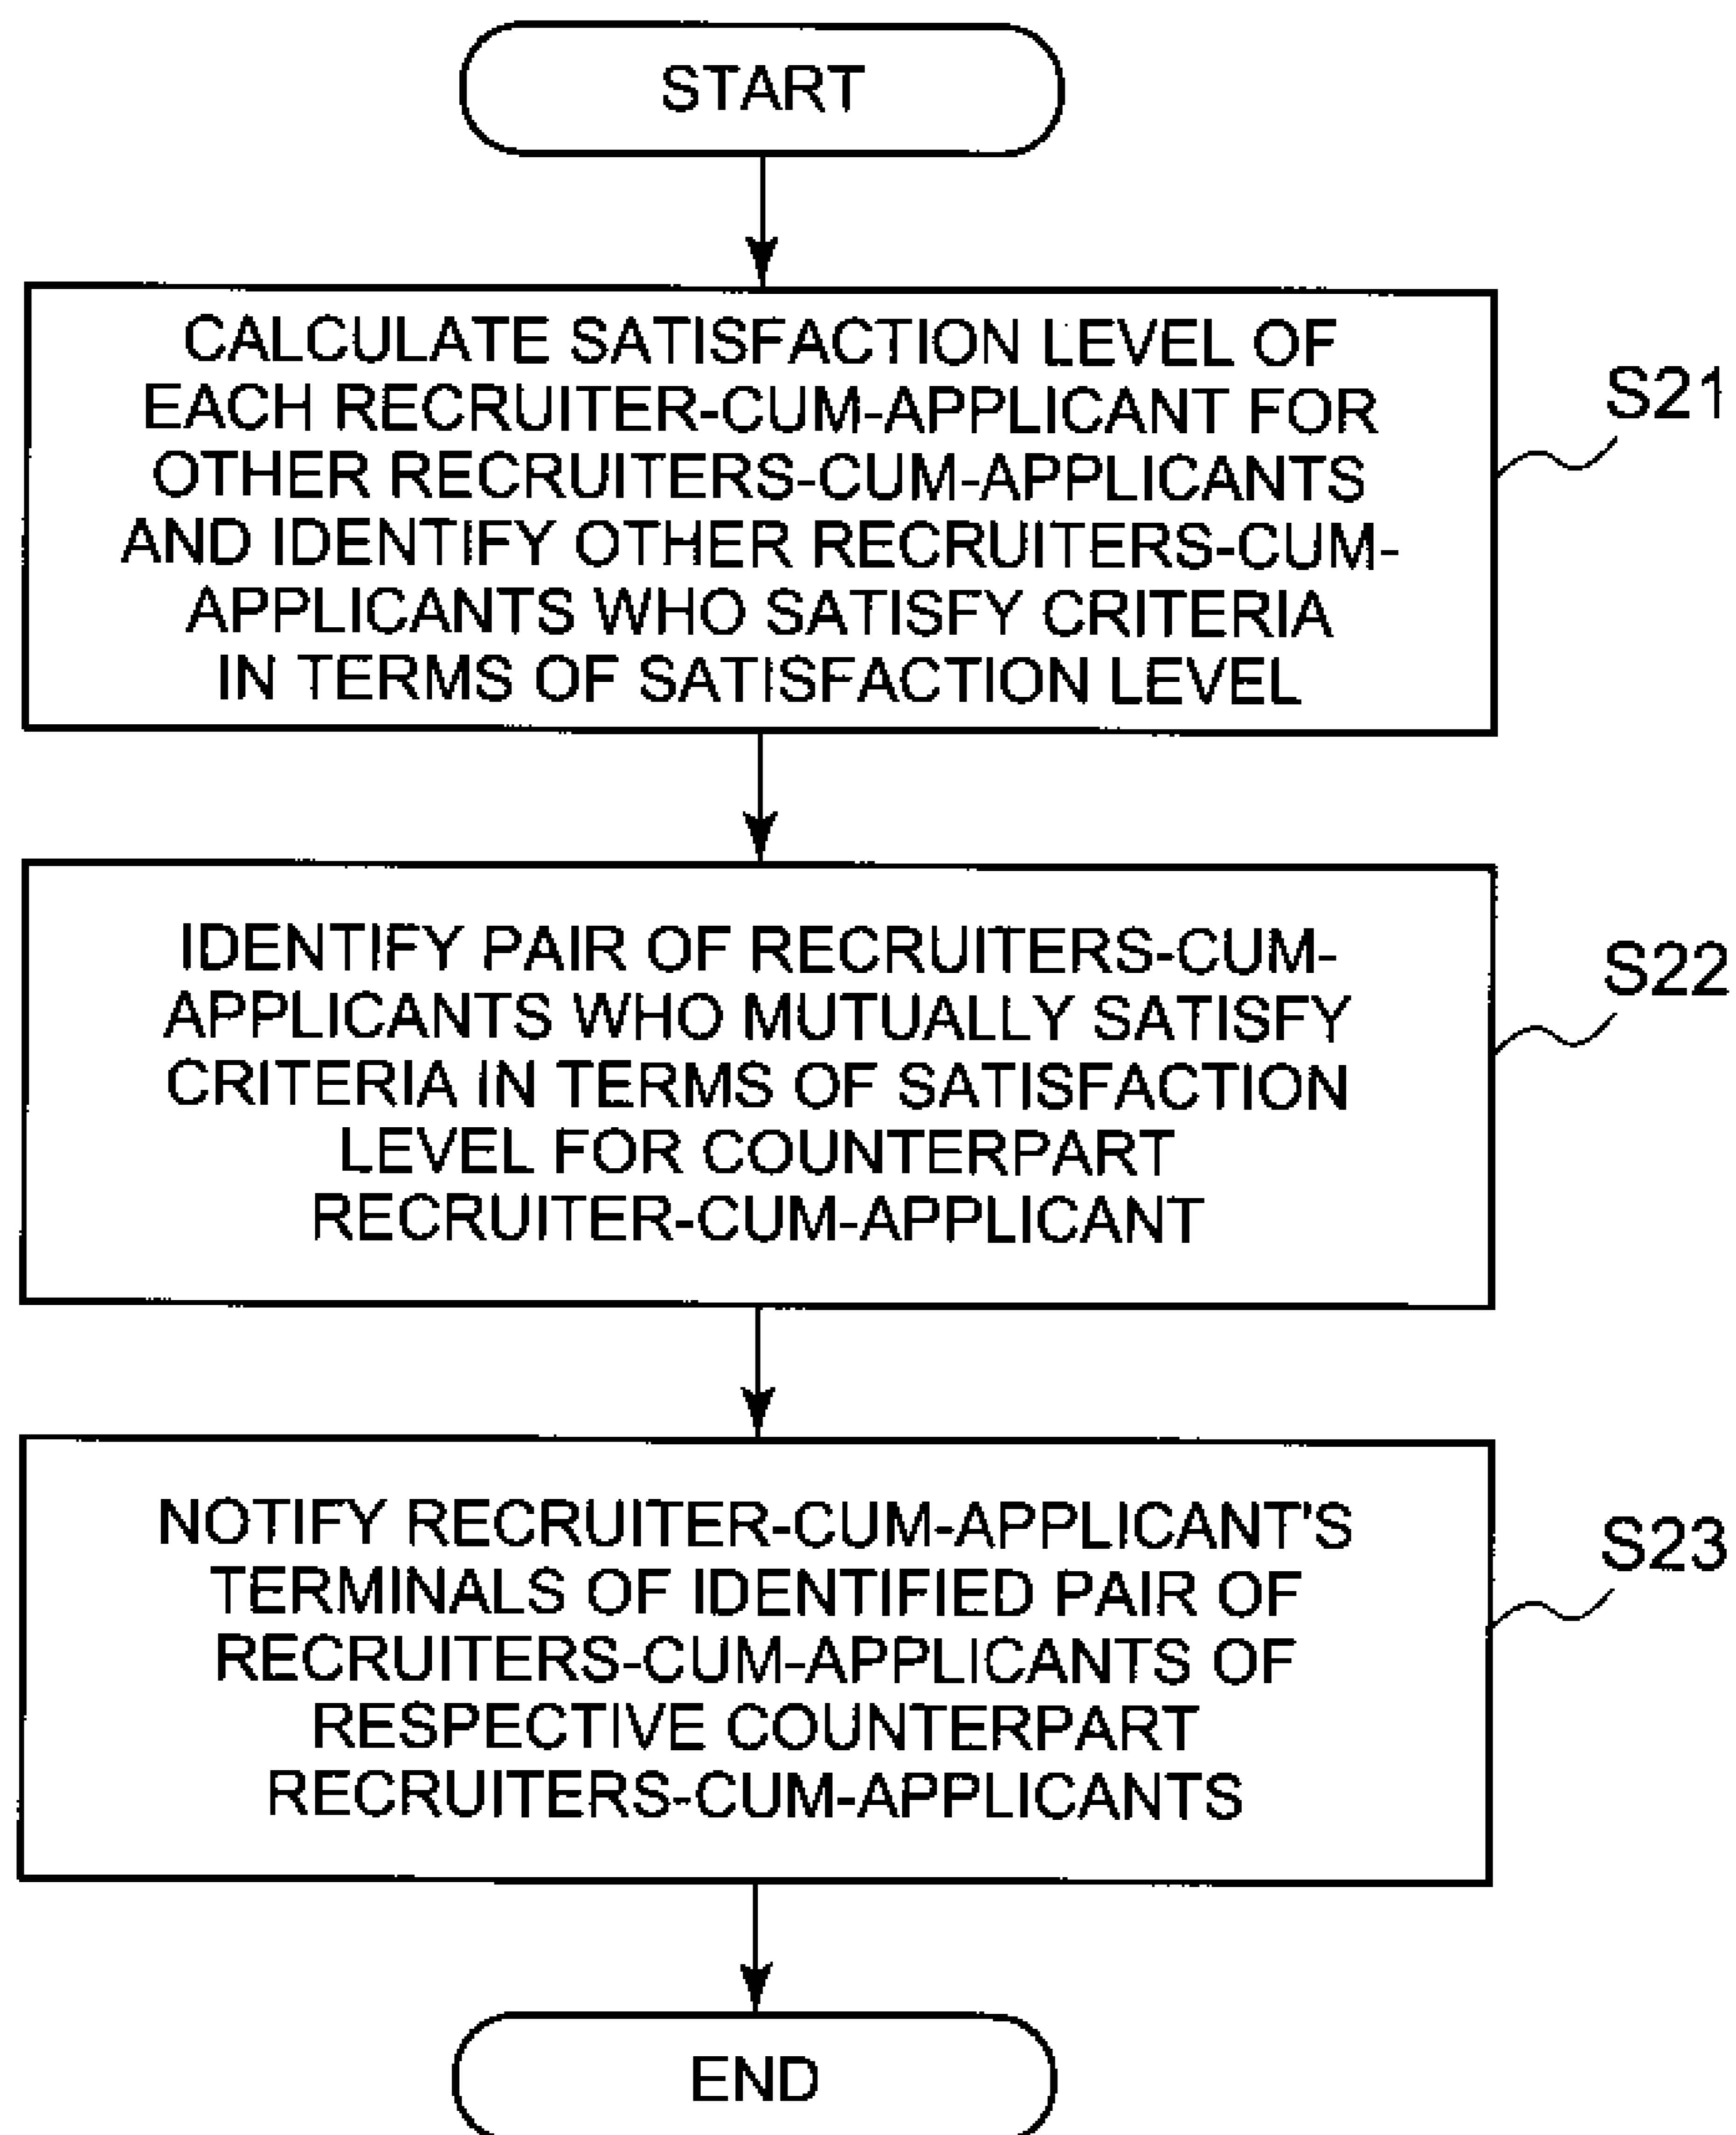 START
CALCULATE SATISFACTION LEVEL OF
EACH RECRUITER-CUM-APPLICANT FOR
OTHER RECRUITERS-CUM-APPLICANTS
AND IDENTIFY OTHER RECRUITERS-CUM-
APPLICANTS WHO SATISFY CRITERIA
IN TERMS OF SATISFACTION LEVEL
S21
IDENTIFY PAIR OF RECRUITERS-CUM-
APPLICANTS WHO MUTUALLY SATISFY
CRITERIA IN TERMS OF SATISFACTION
LEVEL FOR COUNTERPART
RECRUITER-CUM-APPLICANT
S22
NOTIFY RECRUITER-CUM-APPLICANT'S
TERMINALS OF IDENTIFIED PAIR OF
RECRUITERS-CUM-APPLICANTS OF
RESPECTIVE COUNTERPART
RECRUITERS-CUM-APPLICANTS
S23
END